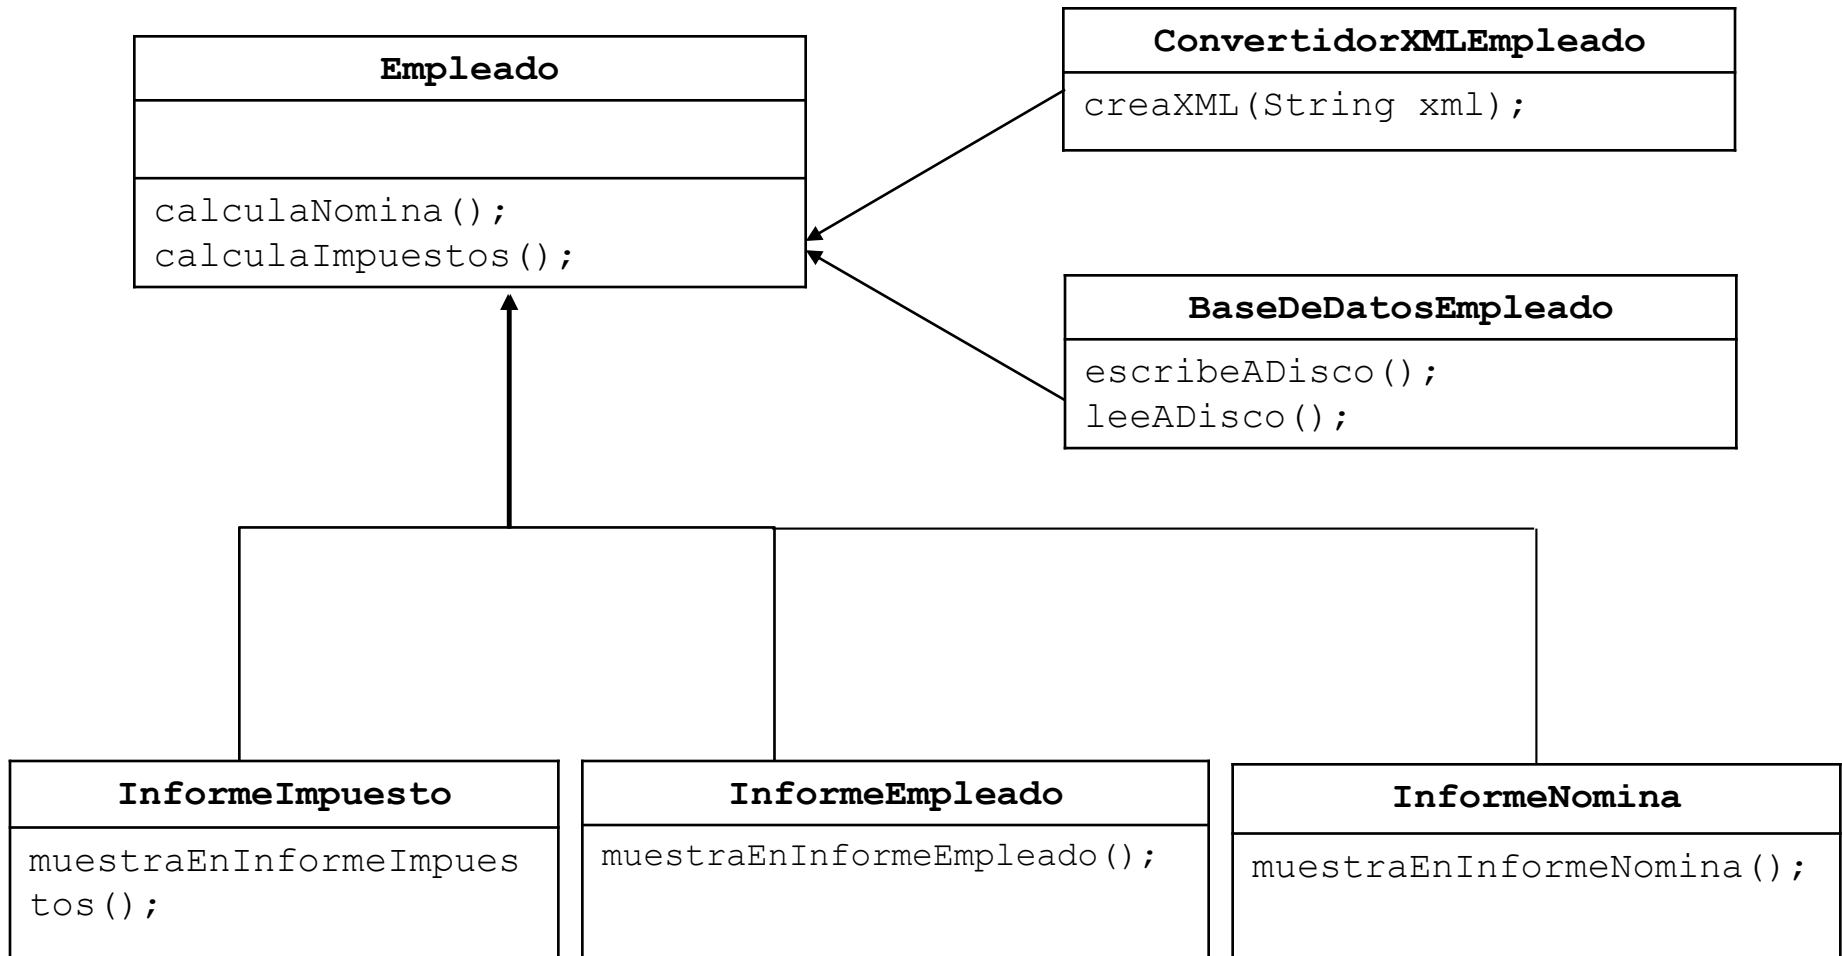 Empleado
calculaNomina();
calculaImpuestos();
ConvertidorXMLEmpleado
creaXML(String xml);
BaseDeDatosEmpleado
escribeADisco();
leeADisco();
InformeImpuesto
muestraEnInformeImpues
tos();
InformeEmpleado
muestraEnInformeEmpleado();
InformeNomina
muestraEnInformeNomina();